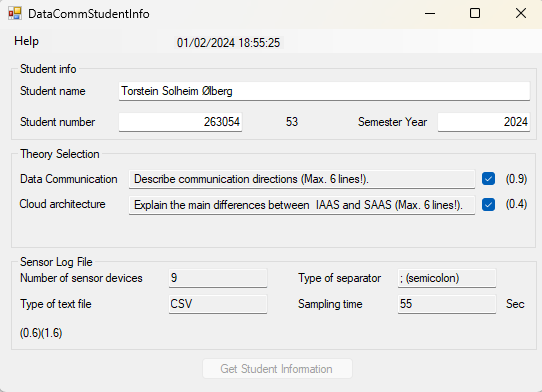 DataCommStudentInfo
Help 01/02/2024 18:55:25
Student info
Student name Torstein Solheim Ølberg
Student number 263054 53 Semester Year 2024
Theory Selection
Data Communication Describe communication directions (Max. 6 lines!). (0.9)
Cloud architecture Explain the main differences between IAAS and SAAS (Max. 6 lines!). (0.4)
Sensor Log File
Number of sensor devices 9 Type of separator ; (semicolon)
Type of text file CSV Sampling time 55 Sec
(0.6)(1.6)
Get Student Information